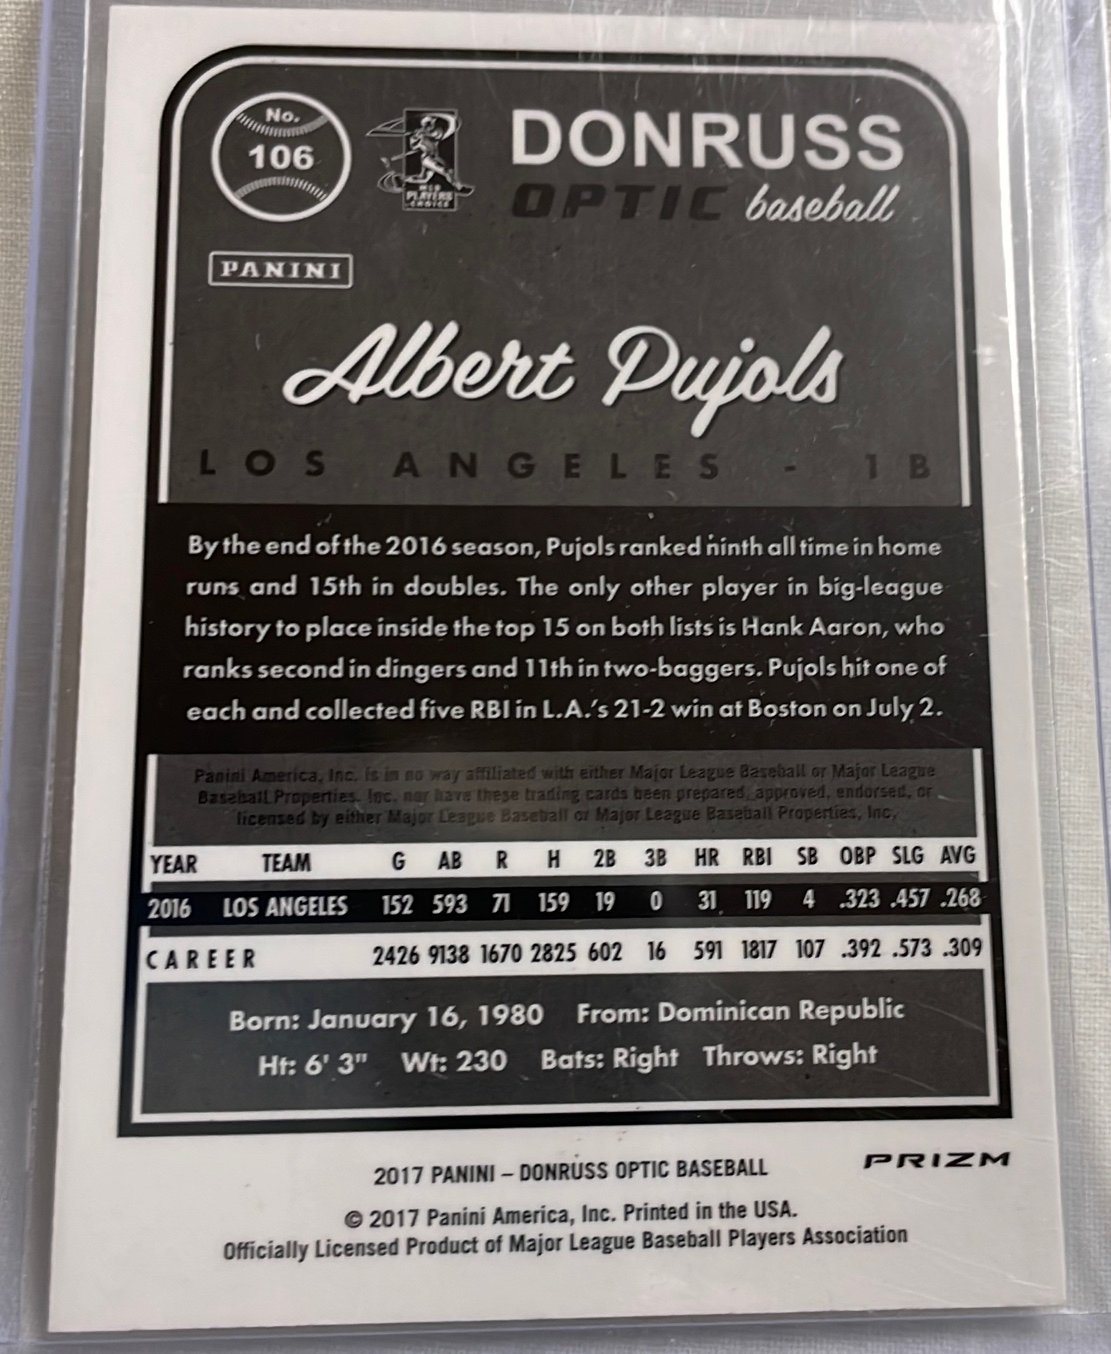 No.
106
MLB
PLAYERS
CHOICE
DONRUSS
OPTIC baseball
PANINI
Albert Pujols
LOS ANGELES - 1B
By the end of the 2016 season, Pujols ranked ninth all time in home
runs and 15th in doubles. The only other player in big-league
history to place inside the top 15 on both lists is Hank Aaron, who
ranks second in dingers and 11th in two-baggers. Pujols hit one of
each and collected five RBI in L.A.'s 21-2 win at Boston on July 2.
Panini America, Inc. is in no way affiliated with either Major League Baseball or Major League
Baseball Properties, Inc. nor have these trading cards been prepared, approved, endorsed, or
licensed by either Major League Baseball or Major League Baseball Properties, Inc.
YEAR TEAM G AB R H 2B 3B HR RBI SB OBP SLG AVG
2016 LOS ANGELES 152 593 71 159 19 0 31 119 4 .323 .457 .268
CAREER 2426 9138 1670 2825 602 16 591 1817 107 .392 .573 .309
Born: January 16, 1980 From: Dominican Republic
Ht: 6' 3" Wt: 230 Bats: Right Throws: Right
PRIZM
2017 PANINI – DONRUSS OPTIC BASEBALL
© 2017 Panini America, Inc. Printed in the USA.
Officially Licensed Product of Major League Baseball Players Association